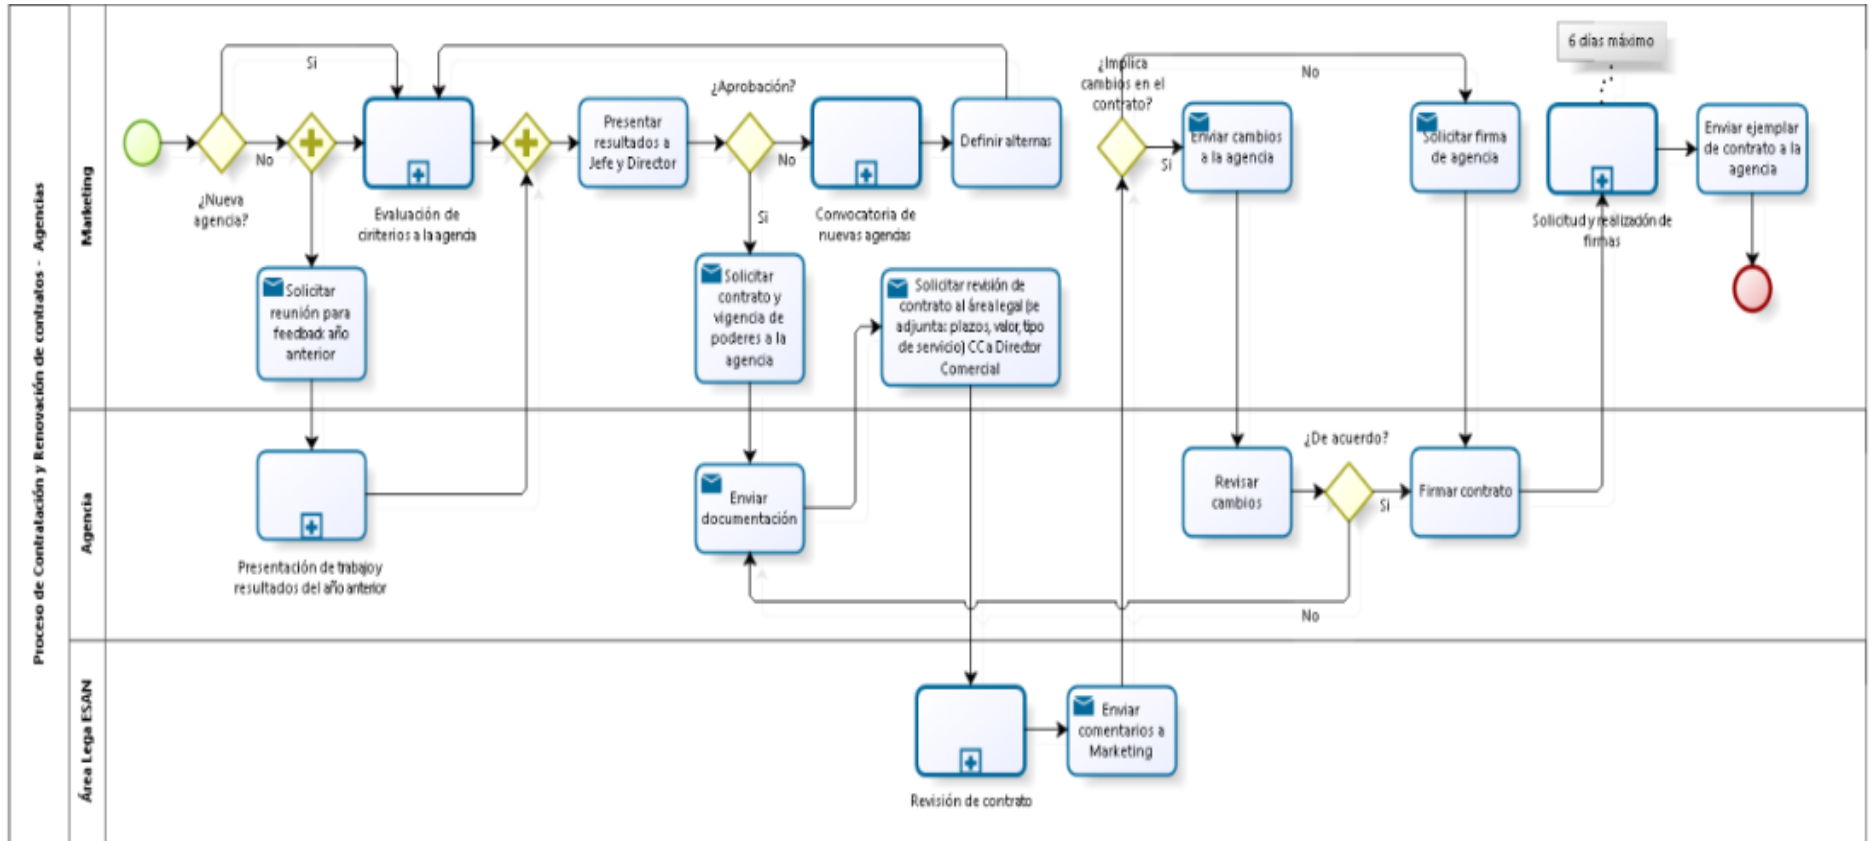 Proceso de Contratación y Renovación de contratos - Agencias
Marketing
Si
No
¿Nueva
agencia?
Evaluación de
ciriterios a la agencia
Presentar
resultados a
Jefe y Director
¿Aprobación?
No
Si
Convocatoria de
nuevas agencias
Definir alternas
¿Implica
cambios en el
contrato?
No
Si
Enviar cambios
a la agencia
Solicitar firma
de agencia
6 días máximo
Solicitud y realización de
firmas
Enviar ejemplar
de contrato a la
agencia
Solicitar
reunión para
feedback año
anterior
Solicitar
contrato y
vigencia de
poderes a la
agencia
Solicitar revisión de
contrato al área legal (se
adjunta: plazos, valor, tipo
de servicio) CC a Director
Comercial
Agencia
Presentación de trabajo y
resultados del año anterior
Enviar
documentación
Revisar
cambios
¿De acuerdo?
Si
No
Firmar contrato
Área Lega ESAN
Revisión de contrato
Enviar
comentarios a
Marketing